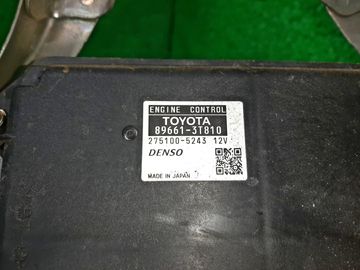 ENGINE CONTROL
TOYOTA
89661-3T810
275100-5243 12V
DENSO
MADE IN JAPAN